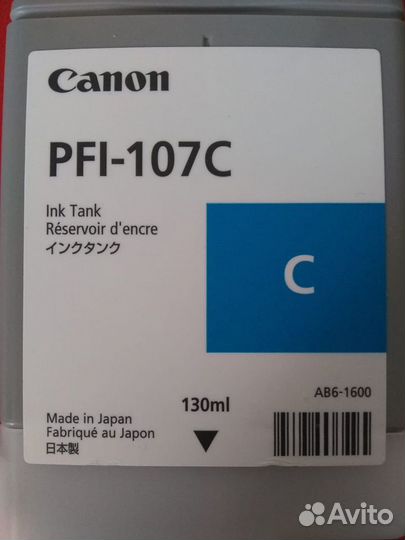 Canon
PFI-107C
Ink Tank
Réservoir d'encre
インクタンク
C
130ml
AB6-1600
Made in Japan
Fabriqué au Japon
日本製
Avito